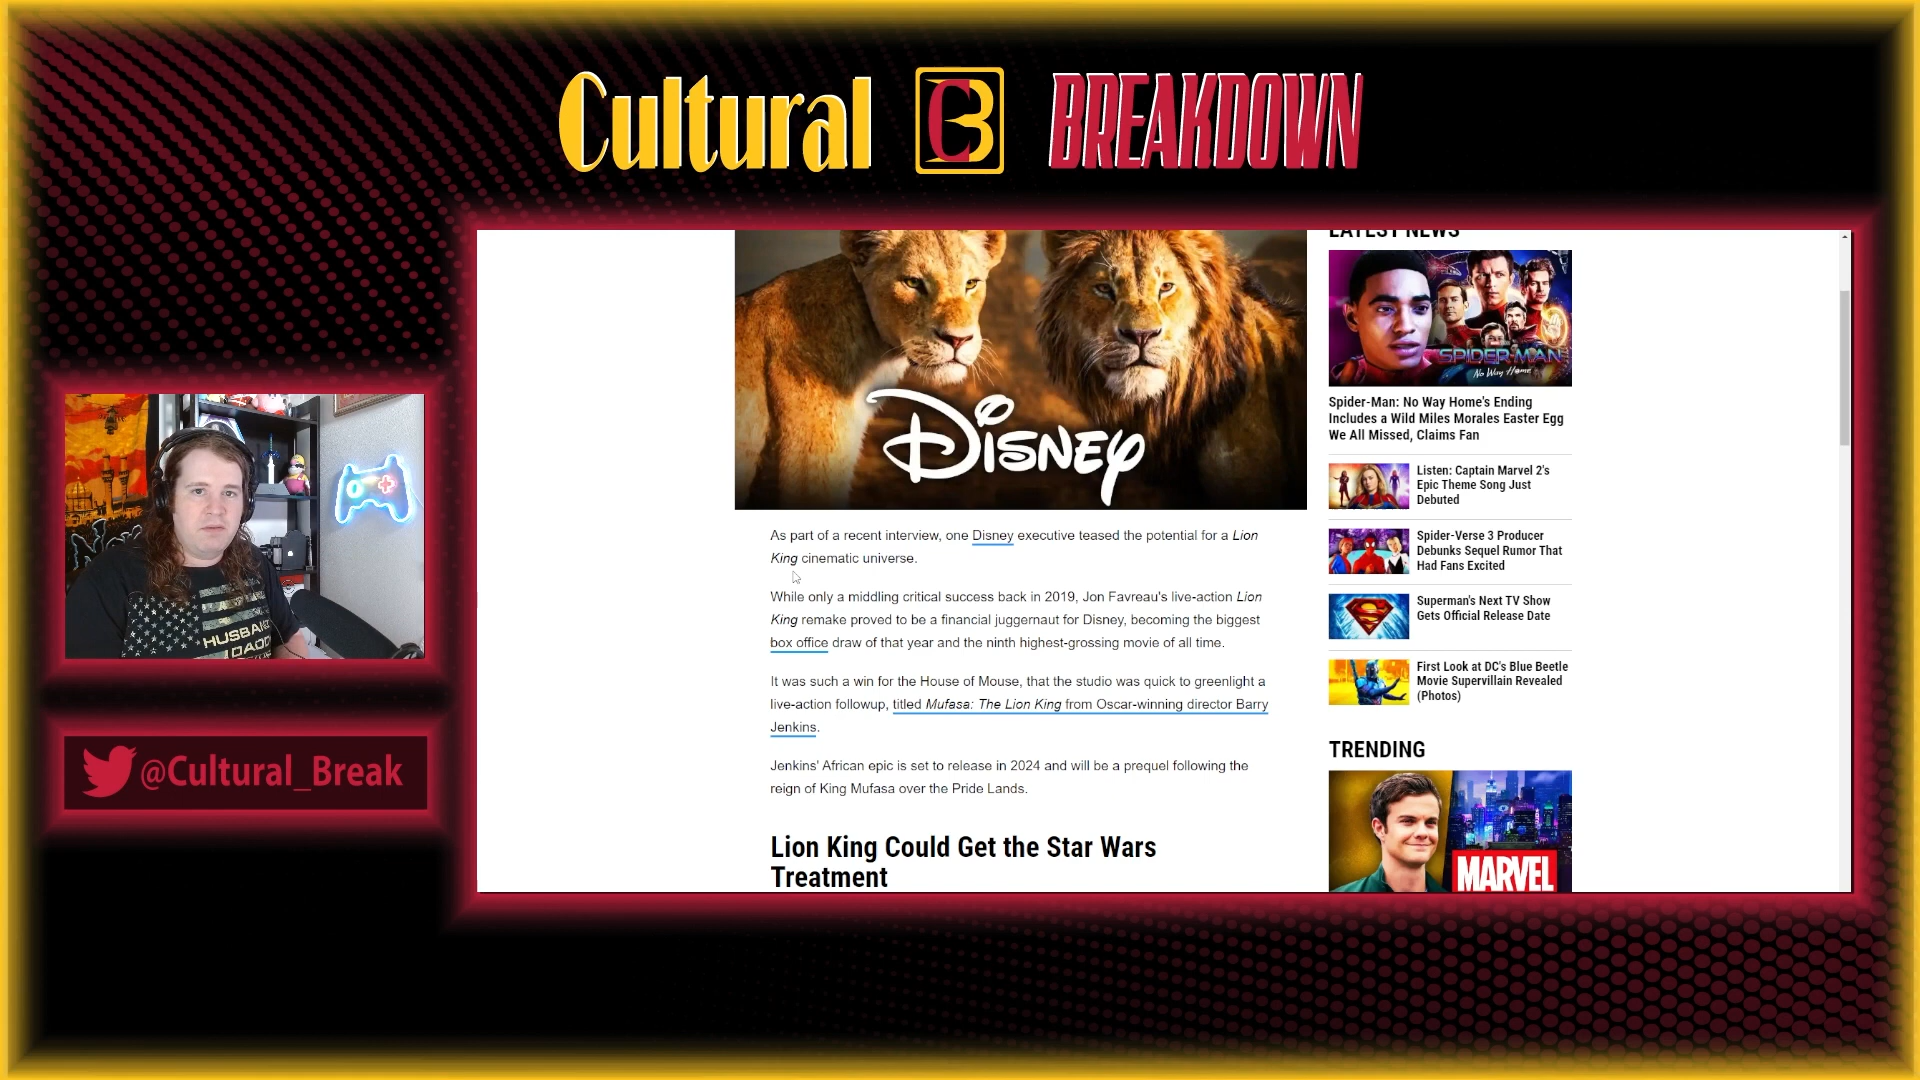 Cultural CB BREAKDOWN
LATEST NEWS
DISNEY
SPIDER-MAN
No Way Home
Spider-Man: No Way Home's Ending
Includes a Wild Miles Morales Easter Egg
We All Missed, Claims Fan
Listen: Captain Marvel 2's
Epic Theme Song Just
Debuted
Spider-Verse 3 Producer
Debunks Sequel Rumor That
Had Fans Excited
Superman's Next TV Show
Gets Official Release Date
First Look at DC's Blue Beetle
Movie Supervillain Revealed
(Photos)
TRENDING
MARVEL
As part of a recent interview, one Disney executive teased the potential for a Lion
King cinematic universe.
While only a middling critical success back in 2019, Jon Favreau's live-action Lion
King remake proved to be a financial juggernaut for Disney, becoming the biggest
box office draw of that year and the ninth highest-grossing movie of all time.
It was such a win for the House of Mouse, that the studio was quick to greenlight a
live-action followup, titled Mufasa: The Lion King from Oscar-winning director Barry
Jenkins.
Jenkins' African epic is set to release in 2024 and will be a prequel following the
reign of King Mufasa over the Pride Lands.
Lion King Could Get the Star Wars
Treatment
HUSBAND
DADDY
@Cultural_Break